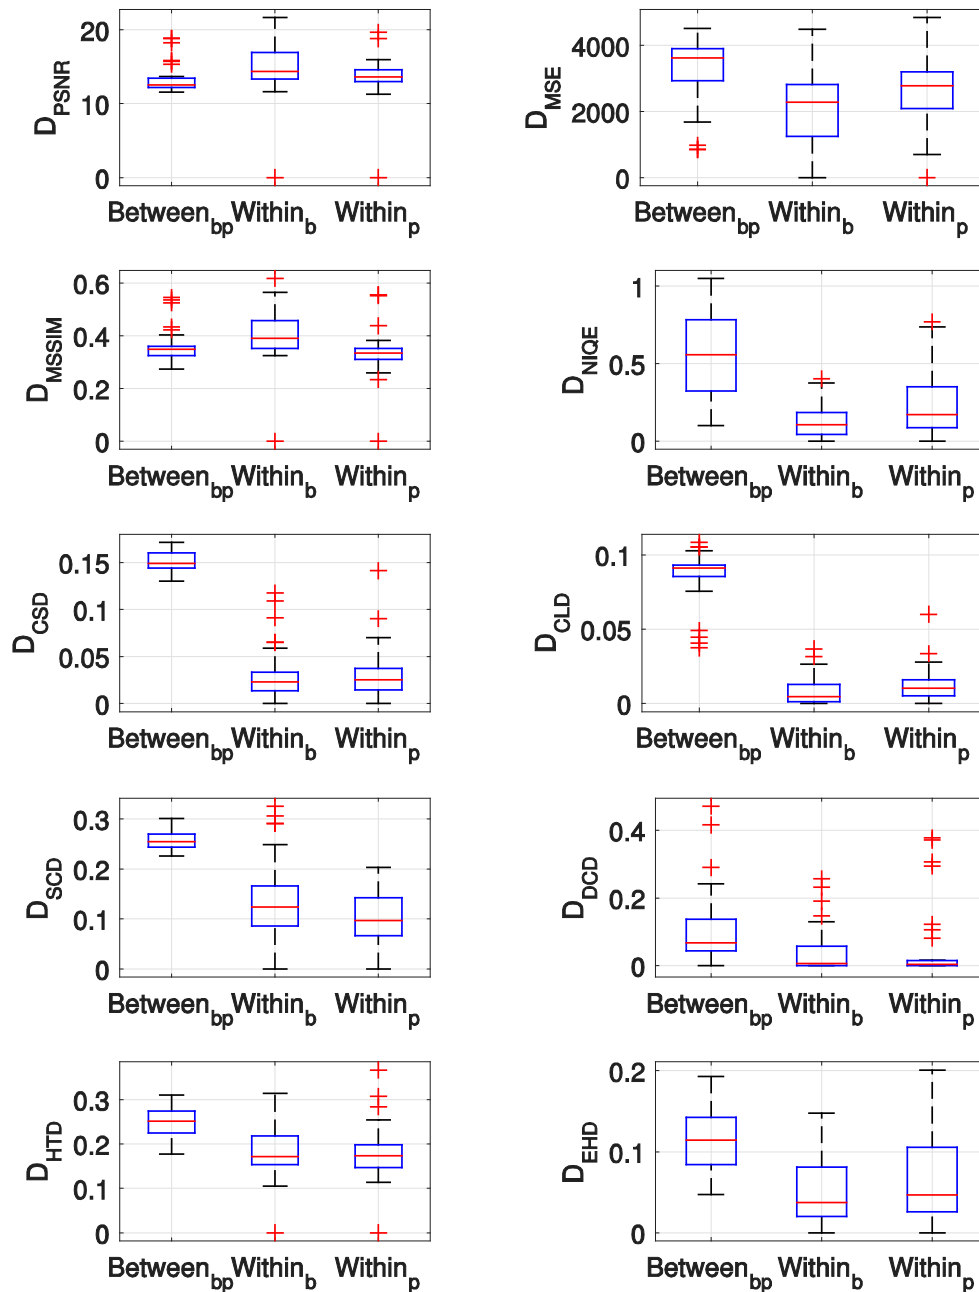 D_PSNR
20
10
0
Between_bp Within_b Within_p
D_MSE
4000
2000
0
Between_bp Within_b Within_p
D_MSSIM
0.6
0.4
0.2
0
Between_bp Within_b Within_p
D_NIQE
1
0.5
0
Between_bp Within_b Within_p
D_CSD
0.15
0.1
0.05
0
Between_bp Within_b Within_p
D_CLD
0.1
0.05
0
Between_bp Within_b Within_p
D_SCD
0.3
0.2
0.1
0
Between_bp Within_b Within_p
D_DCD
0.4
0.2
0
Between_bp Within_b Within_p
D_HTD
0.3
0.2
0.1
0
Between_bp Within_b Within_p
D_EHD
0.2
0.1
0
Between_bp Within_b Within_p